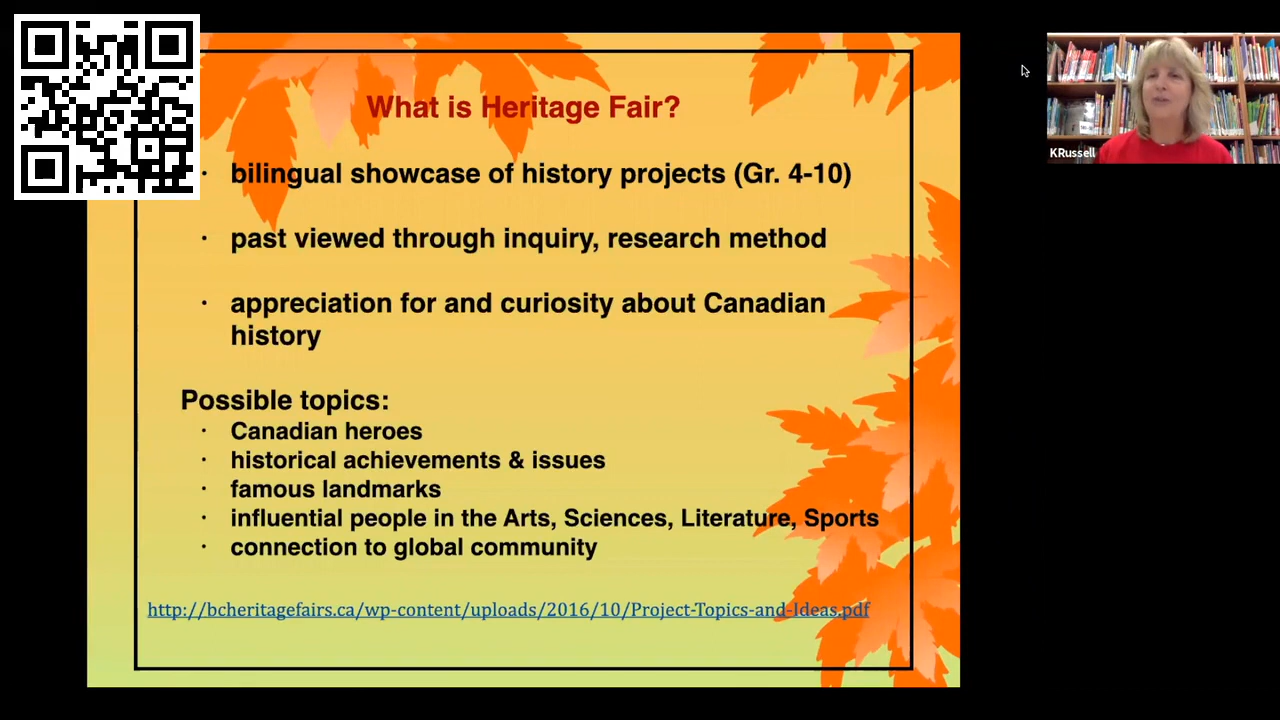 What is Heritage Fair?
· bilingual showcase of history projects (Gr. 4-10)
· past viewed through inquiry, research method
· appreciation for and curiosity about Canadian
history
Possible topics:
· Canadian heroes
· historical achievements & issues
· famous landmarks
· influential people in the Arts, Sciences, Literature, Sports
· connection to global community
http://bcheritagefairs.ca/wp-content/uploads/2016/10/Project-Topics-and-Ideas.pdf
KRussell